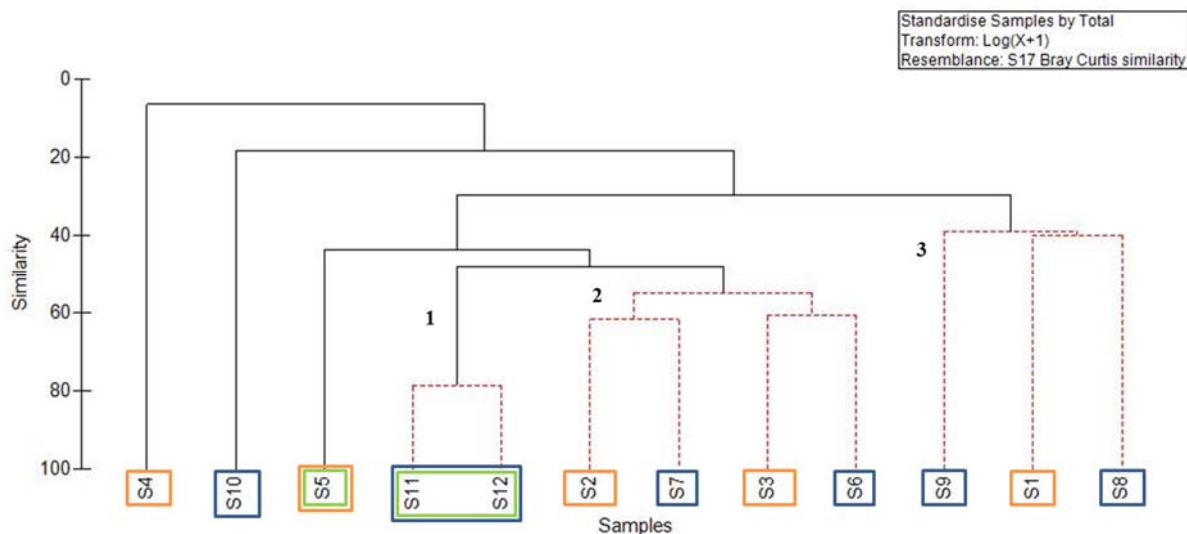 Standardise Samples by Total
Transform: Log(X+1)
Resemblance: S17 Bray Curtis similarity
0
20
40
60
80
100
Similarity
1
2
3
S4
S10
S5
S11
S12
S2
S7
S3
S6
S9
S1
S8
Samples